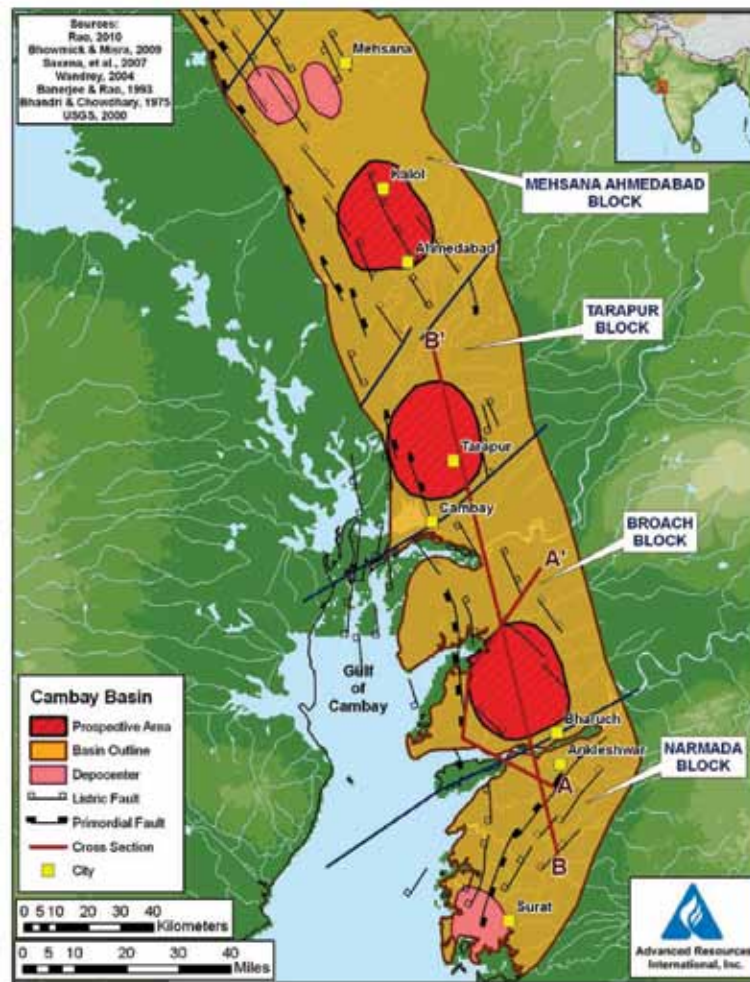 Sources:
Rao, 2010
Bhowmick & Misra, 2009
Saxena, et al., 2007
Wandrey, 2004
Banerjee & Rao, 1993
Bhandri & Chowdhary, 1975
USGS, 2000
Mehsana
MEHSANA AHMEDABAD
BLOCK
Kalol
Ahmedabad
TARAPUR
BLOCK
B'
Tarapur
Cambay
BROACH
BLOCK
A'
Gulf
of
Cambay
Bharuch
Ankleshwar
NARMADA
BLOCK
A
B
Surat
Cambay Basin
Prospective Area
Basin Outline
Depocenter
Listric Fault
Primordial Fault
Cross Section
City
0 5 10 20 30 40
Kilometers
0 5 10 20 30 40
Miles
Advanced Resources
International, Inc.